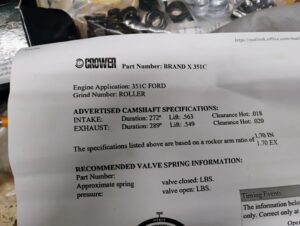 https://outlook.office.com/mail
CROWER Part Number: BRAND X 351C
Engine Application: 351C FORD
Grind Number: ROLLER
ADVERTISED CAMSHAFT SPECIFICATIONS:
INTAKE: Duration: 272° Lift: .563 Clearance Hot: .018
EXHAUST: Duration: 289° Lift: .549 Clearance Hot: .020
The specifications listed above are based on a rocker arm ratio of 1.70 IN
1.70 EX
RECOMMENDED VALVE SPRING INFORMATION:
Part Number:
Approximate spring valve closed: LBS.
pressure: valve open: LBS.
Timing Events
The information below
only. Correct only at